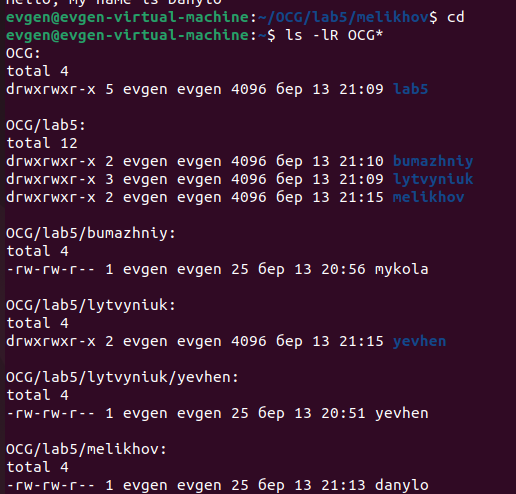 Hello, my name is Danylo
evgen@evgen-virtual-machine:~/OCG/lab5/melikhov$ cd
evgen@evgen-virtual-machine:~$ ls -lR OCG*
OCG:
total 4
drwxrwxr-x 5 evgen evgen 4096 бер 13 21:09 lab5

OCG/lab5:
total 12
drwxrwxr-x 2 evgen evgen 4096 бер 13 21:10 bumazhniy
drwxrwxr-x 3 evgen evgen 4096 бер 13 21:09 lytvyniuk
drwxrwxr-x 2 evgen evgen 4096 бер 13 21:15 melikhov

OCG/lab5/bumazhniy:
total 4
-rw-rw-r-- 1 evgen evgen 25 бер 13 20:56 mykola

OCG/lab5/lytvyniuk:
total 4
drwxrwxr-x 2 evgen evgen 4096 бер 13 21:15 yevhen

OCG/lab5/lytvyniuk/yevhen:
total 4
-rw-rw-r-- 1 evgen evgen 25 бер 13 20:51 yevhen

OCG/lab5/melikhov:
total 4
-rw-rw-r-- 1 evgen evgen 25 бер 13 21:13 danylo